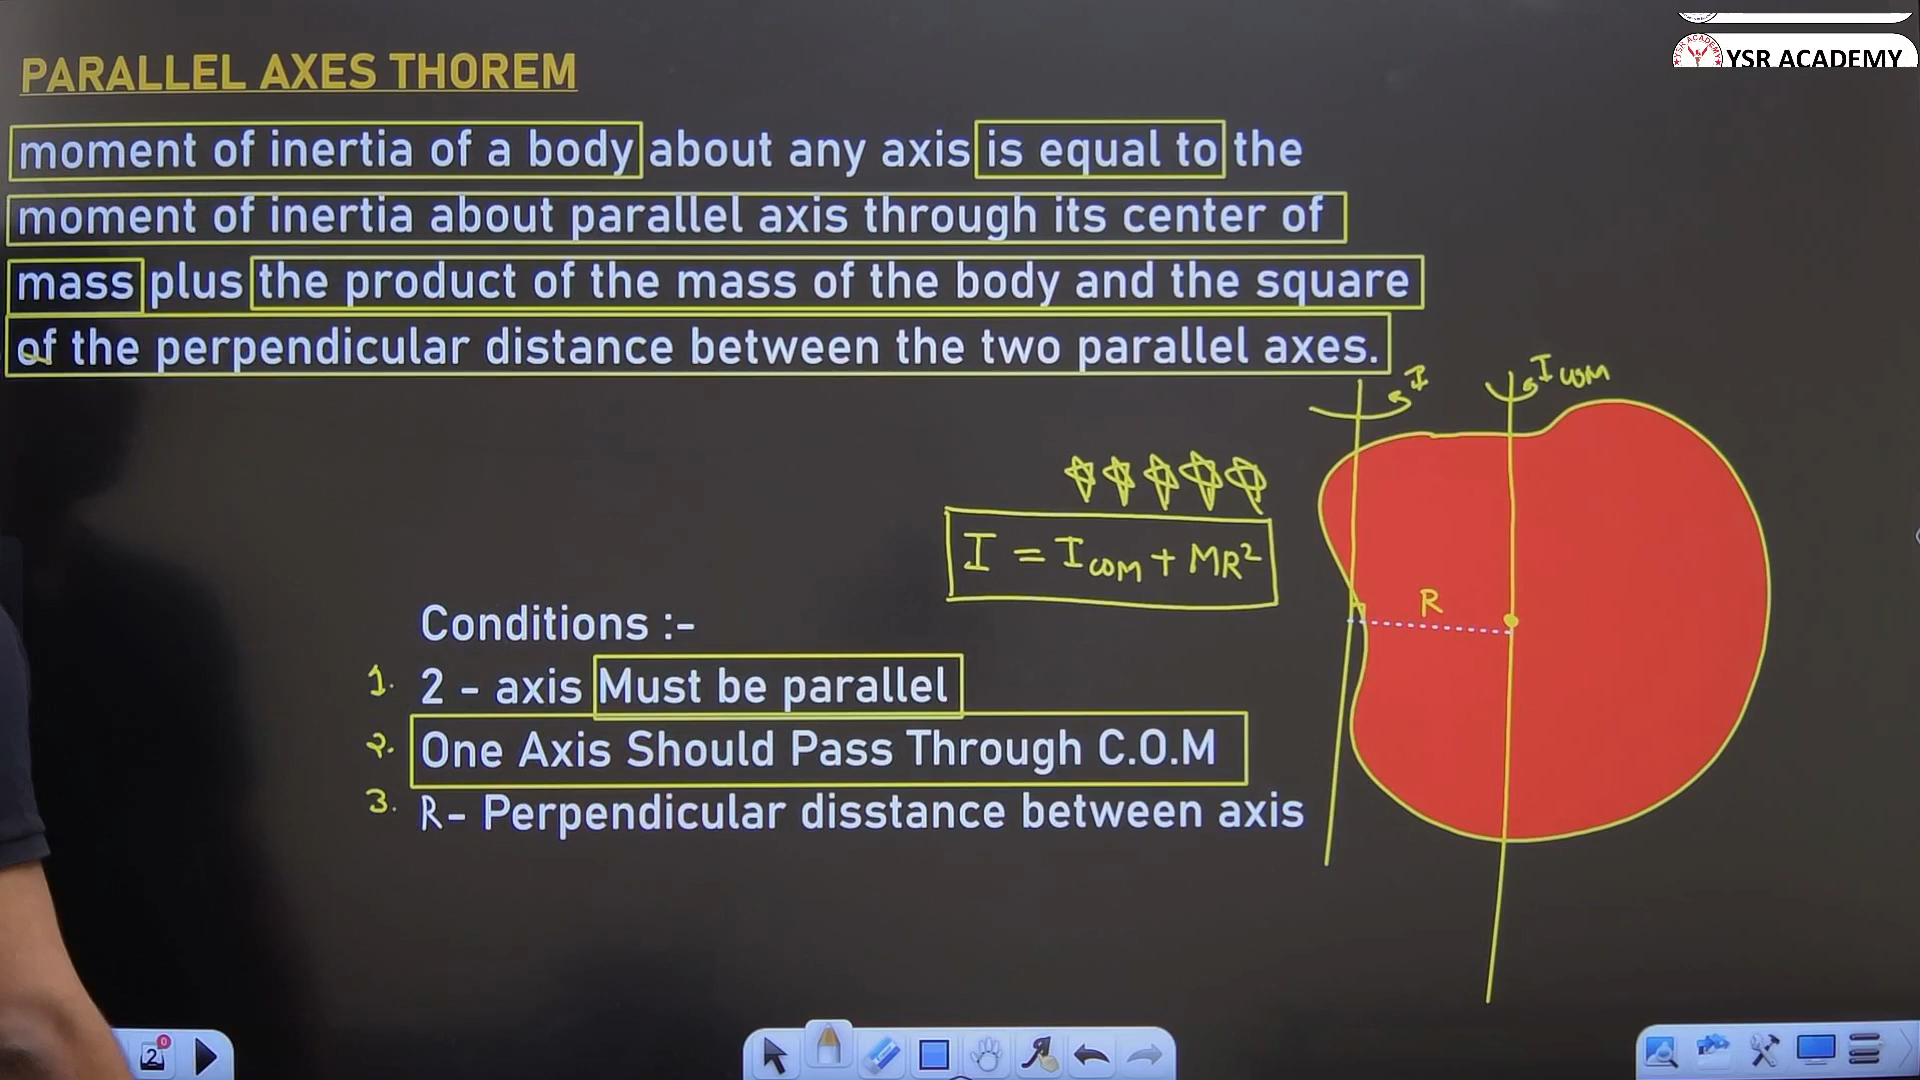 YSR ACADEMY
PARALLEL AXES THOREM
moment of inertia of a body about any axis is equal to the
moment of inertia about parallel axis through its center of
mass plus the product of the mass of the body and the square
of the perpendicular distance between the two parallel axes.
I
I COM
I = I COM + MR²
R
Conditions :-
1. 2 - axis Must be parallel
2. One Axis Should Pass Through C.O.M
3. R- Perpendicular disstance between axis
2
0